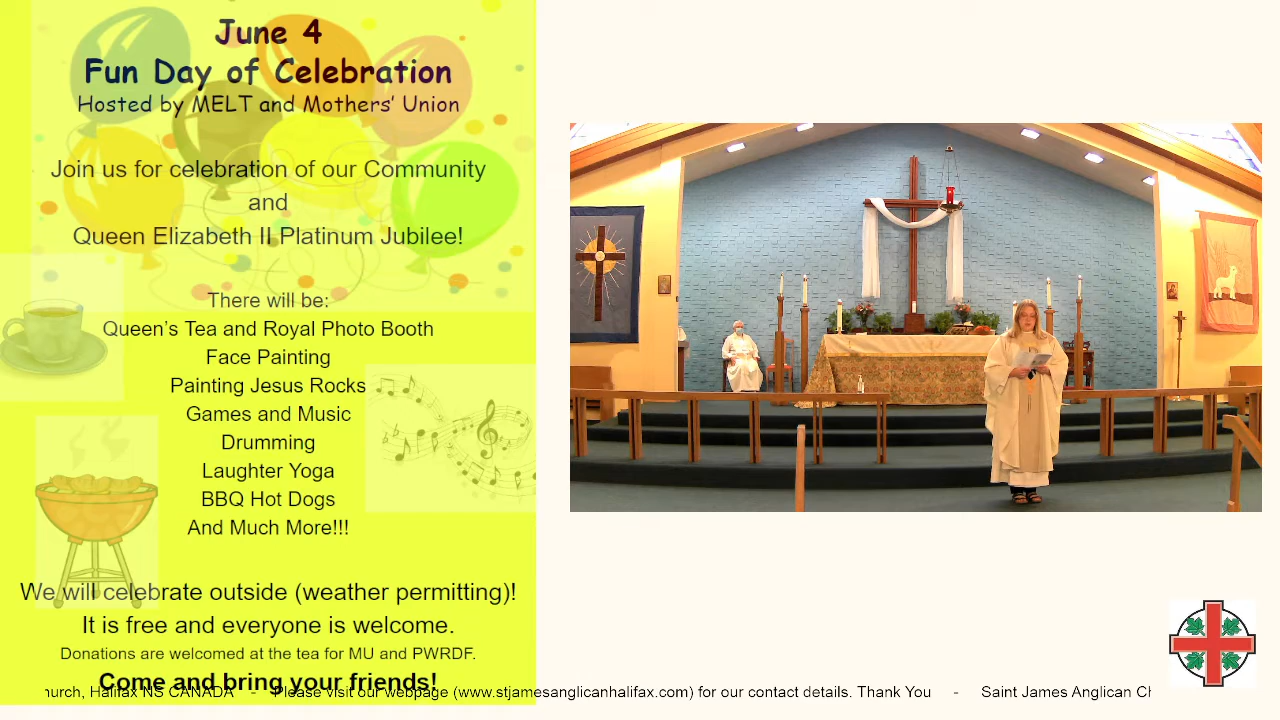 June 4
Fun Day of Celebration
Hosted by MELT and Mothers' Union
Join us for celebration of our Community
and
Queen Elizabeth II Platinum Jubilee!
There will be:
Queen's Tea and Royal Photo Booth
Face Painting
Painting Jesus Rocks
Games and Music
Drumming
Laughter Yoga
BBQ Hot Dogs
And Much More!!!
We will celebrate outside (weather permitting)!
It is free and everyone is welcome.
Donations are welcomed at the tea for MU and PWRDF.
Come and bring your friends!
hurch, Halifax NS CANADA - Please visit our webpage (www.stjamesanglicanhalifax.com) for our contact details. Thank You - Saint James Anglican Ch